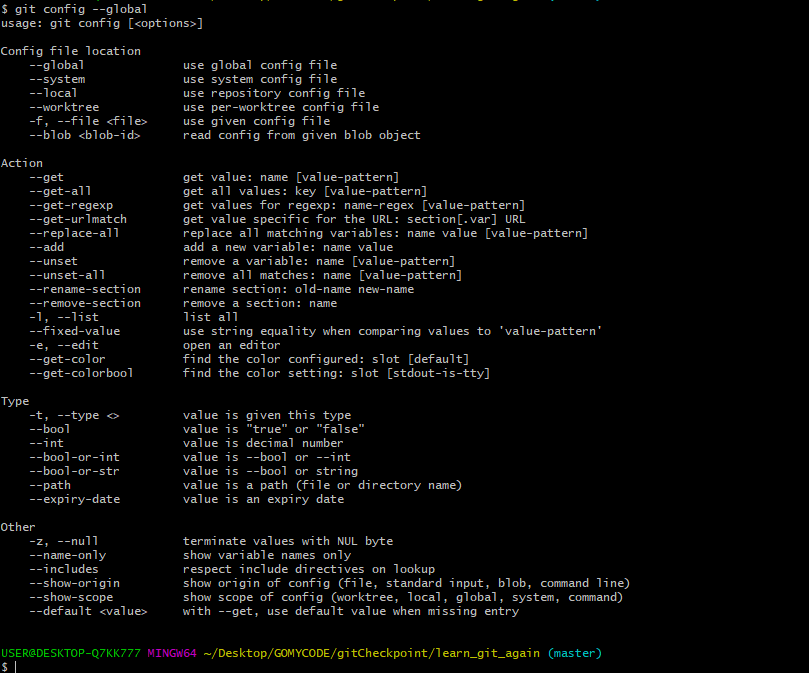 $ git config --global
usage: git config [<options>]
Config file location
--global use global config file
--system use system config file
--local use repository config file
--worktree use per-worktree config file
-f, --file <file> use given config file
--blob <blob-id> read config from given blob object
Action
--get get value: name [value-pattern]
--get-all get all values: key [value-pattern]
--get-regexp get values for regexp: name-regex [value-pattern]
--get-urlmatch get value specific for the URL: section[.var] URL
--replace-all replace all matching variables: name value [value-pattern]
--add add a new variable: name value
--unset remove a variable: name [value-pattern]
--unset-all remove all matches: name [value-pattern]
--rename-section rename section: old-name new-name
--remove-section remove a section: name
-l, --list list all
--fixed-value use string equality when comparing values to 'value-pattern'
-e, --edit open an editor
--get-color find the color configured: slot [default]
--get-colorbool find the color setting: slot [stdout-is-tty]
Type
-t, --type <> value is given this type
--bool value is "true" or "false"
--int value is decimal number
--bool-or-int value is --bool or --int
--bool-or-str value is --bool or string
--path value is a path (file or directory name)
--expiry-date value is an expiry date
Other
-z, --null terminate values with NUL byte
--name-only show variable names only
--includes respect include directives on lookup
--show-origin show origin of config (file, standard input, blob, command line)
--show-scope show scope of config (worktree, local, global, system, command)
--default <value> with --get, use default value when missing entry
USER@DESKTOP-Q7KK777 MINGW64 ~/Desktop/GOMYCODE/gitCheckpoint/learn_git_again (master)
$